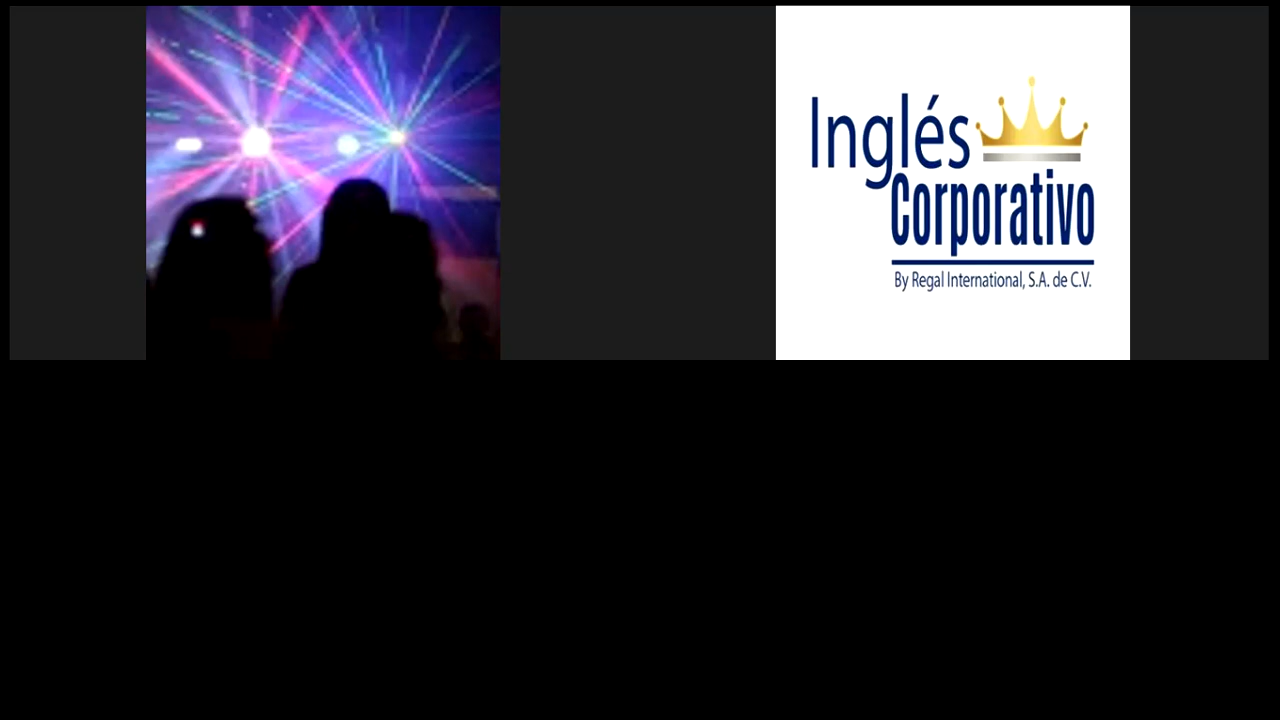 Inglés
Corporativo
By Regal International, S.A. de C.V.